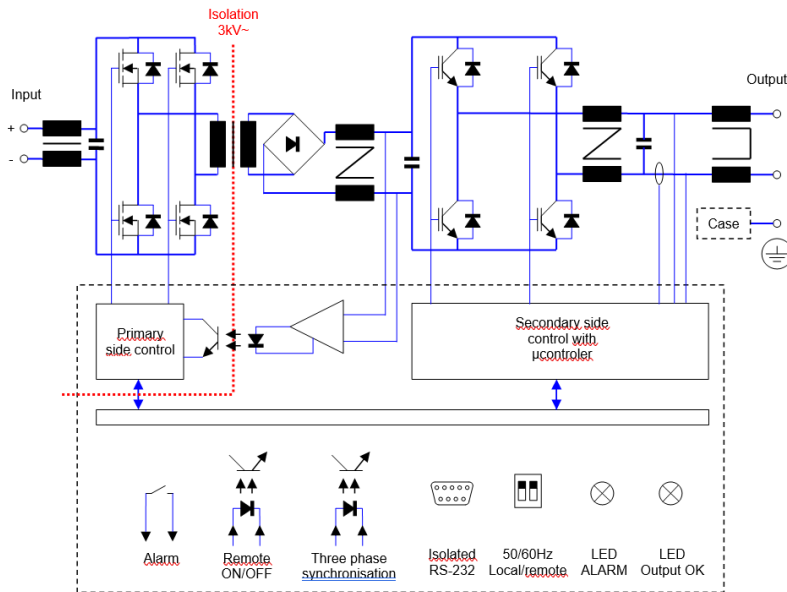 Isolation
3kV~
Input
+
-
Output
Case
Primary
side control
Secondary side
control with
µcontroler
Alarm
Remote
ON/OFF
Three phase
synchronisation
Isolated
RS-232
50/60Hz
Local/remote
LED
ALARM
LED
Output OK